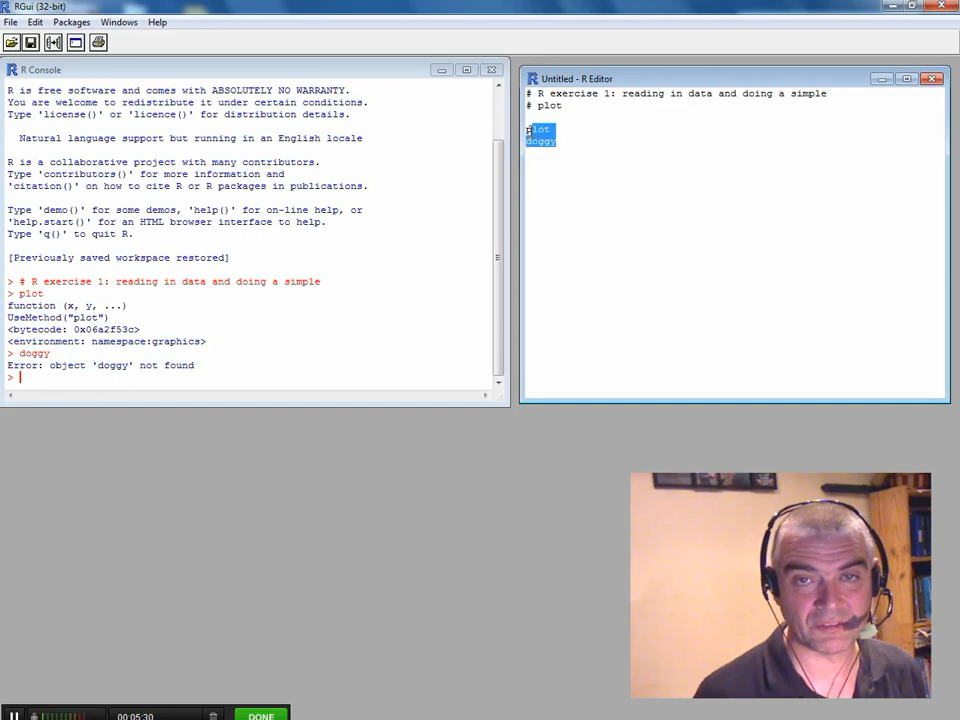 RGui (32-bit)
File Edit Packages Windows Help
R Console
R is free software and comes with ABSOLUTELY NO WARRANTY.
You are welcome to redistribute it under certain conditions.
Type 'license()' or 'licence()' for distribution details.
Natural language support but running in an English locale
R is a collaborative project with many contributors.
Type 'contributors()' for more information and
'citation()' on how to cite R or R packages in publications.
Type 'demo()' for some demos, 'help()' for on-line help, or
'help.start()' for an HTML browser interface to help.
Type 'q()' to quit R.
[Previously saved workspace restored]
> # R exercise 1: reading in data and doing a simple
> plot
function (x, y, ...)
UseMethod("plot")
<bytecode: 0x06a2f53c>
<environment: namespace:graphics>
> doggy
Error: object 'doggy' not found
>
Untitled - R Editor
# R exercise 1: reading in data and doing a simple
# plot
plot
doggy
00:05:30
DONE